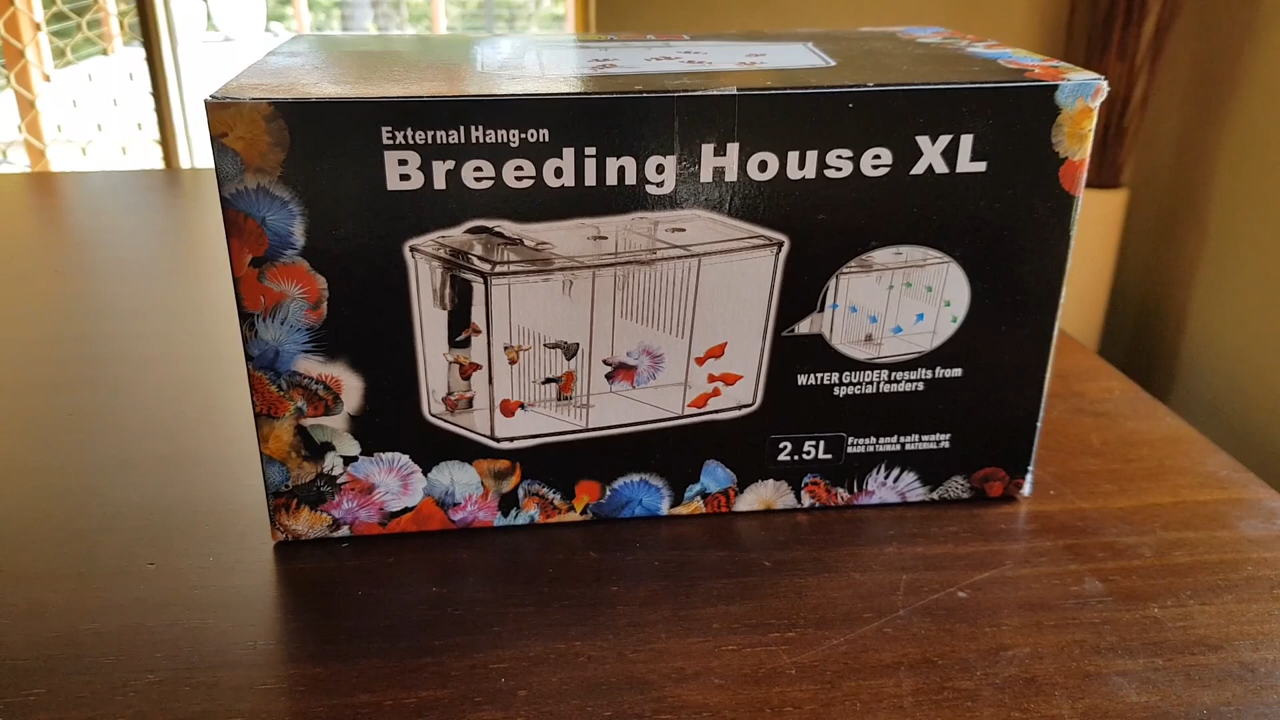 External Hang-on
Breeding House XL
WATER GUIDER results from
special fenders
2.5L
Fresh and salt water
MADE IN TAIWAN MATERIAL:PS